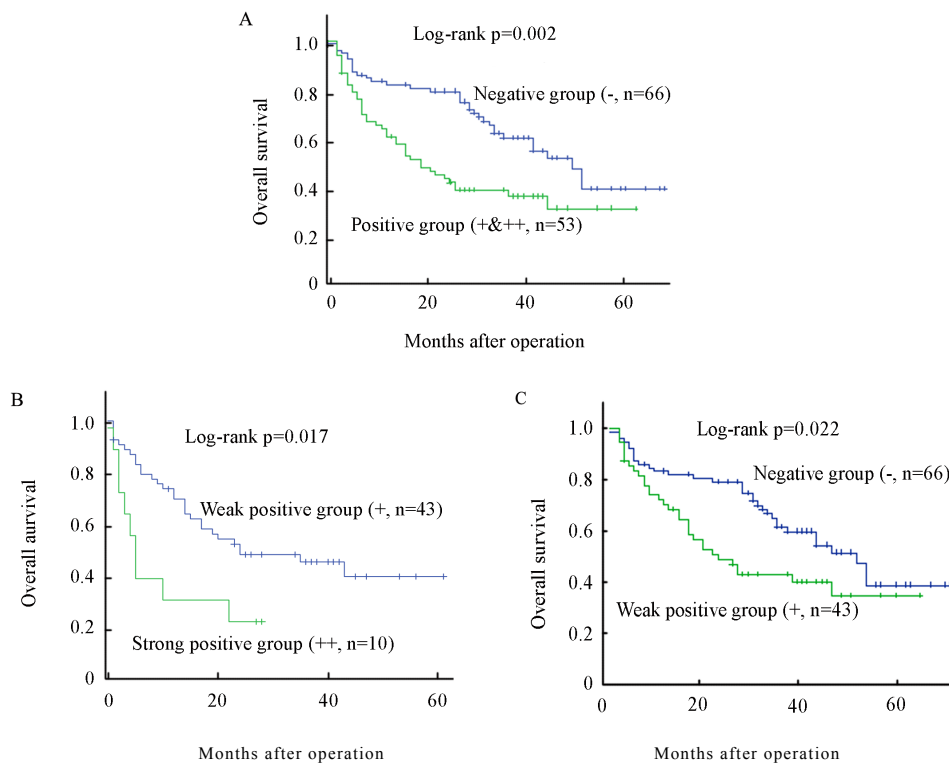 A
Log-rank p=0.002
1.0
0.8
0.6
0.4
0.2
0
Overall survival
Negative group (-, n=66)
Positive group (+&++, n=53)
0 20 40 60
Months after operation
B
Log-rank p=0.017
1.0
0.8
0.6
0.4
0.2
0
Overall aurvival
Weak positive group (+, n=43)
Strong positive group (++, n=10)
0 20 40 60
Months after operation
C
Log-rank p=0.022
1.0
0.8
0.6
0.4
0.2
0
Overall survival
Negative group (-, n=66)
Weak positive group (+, n=43)
0 20 40 60
Months after operation